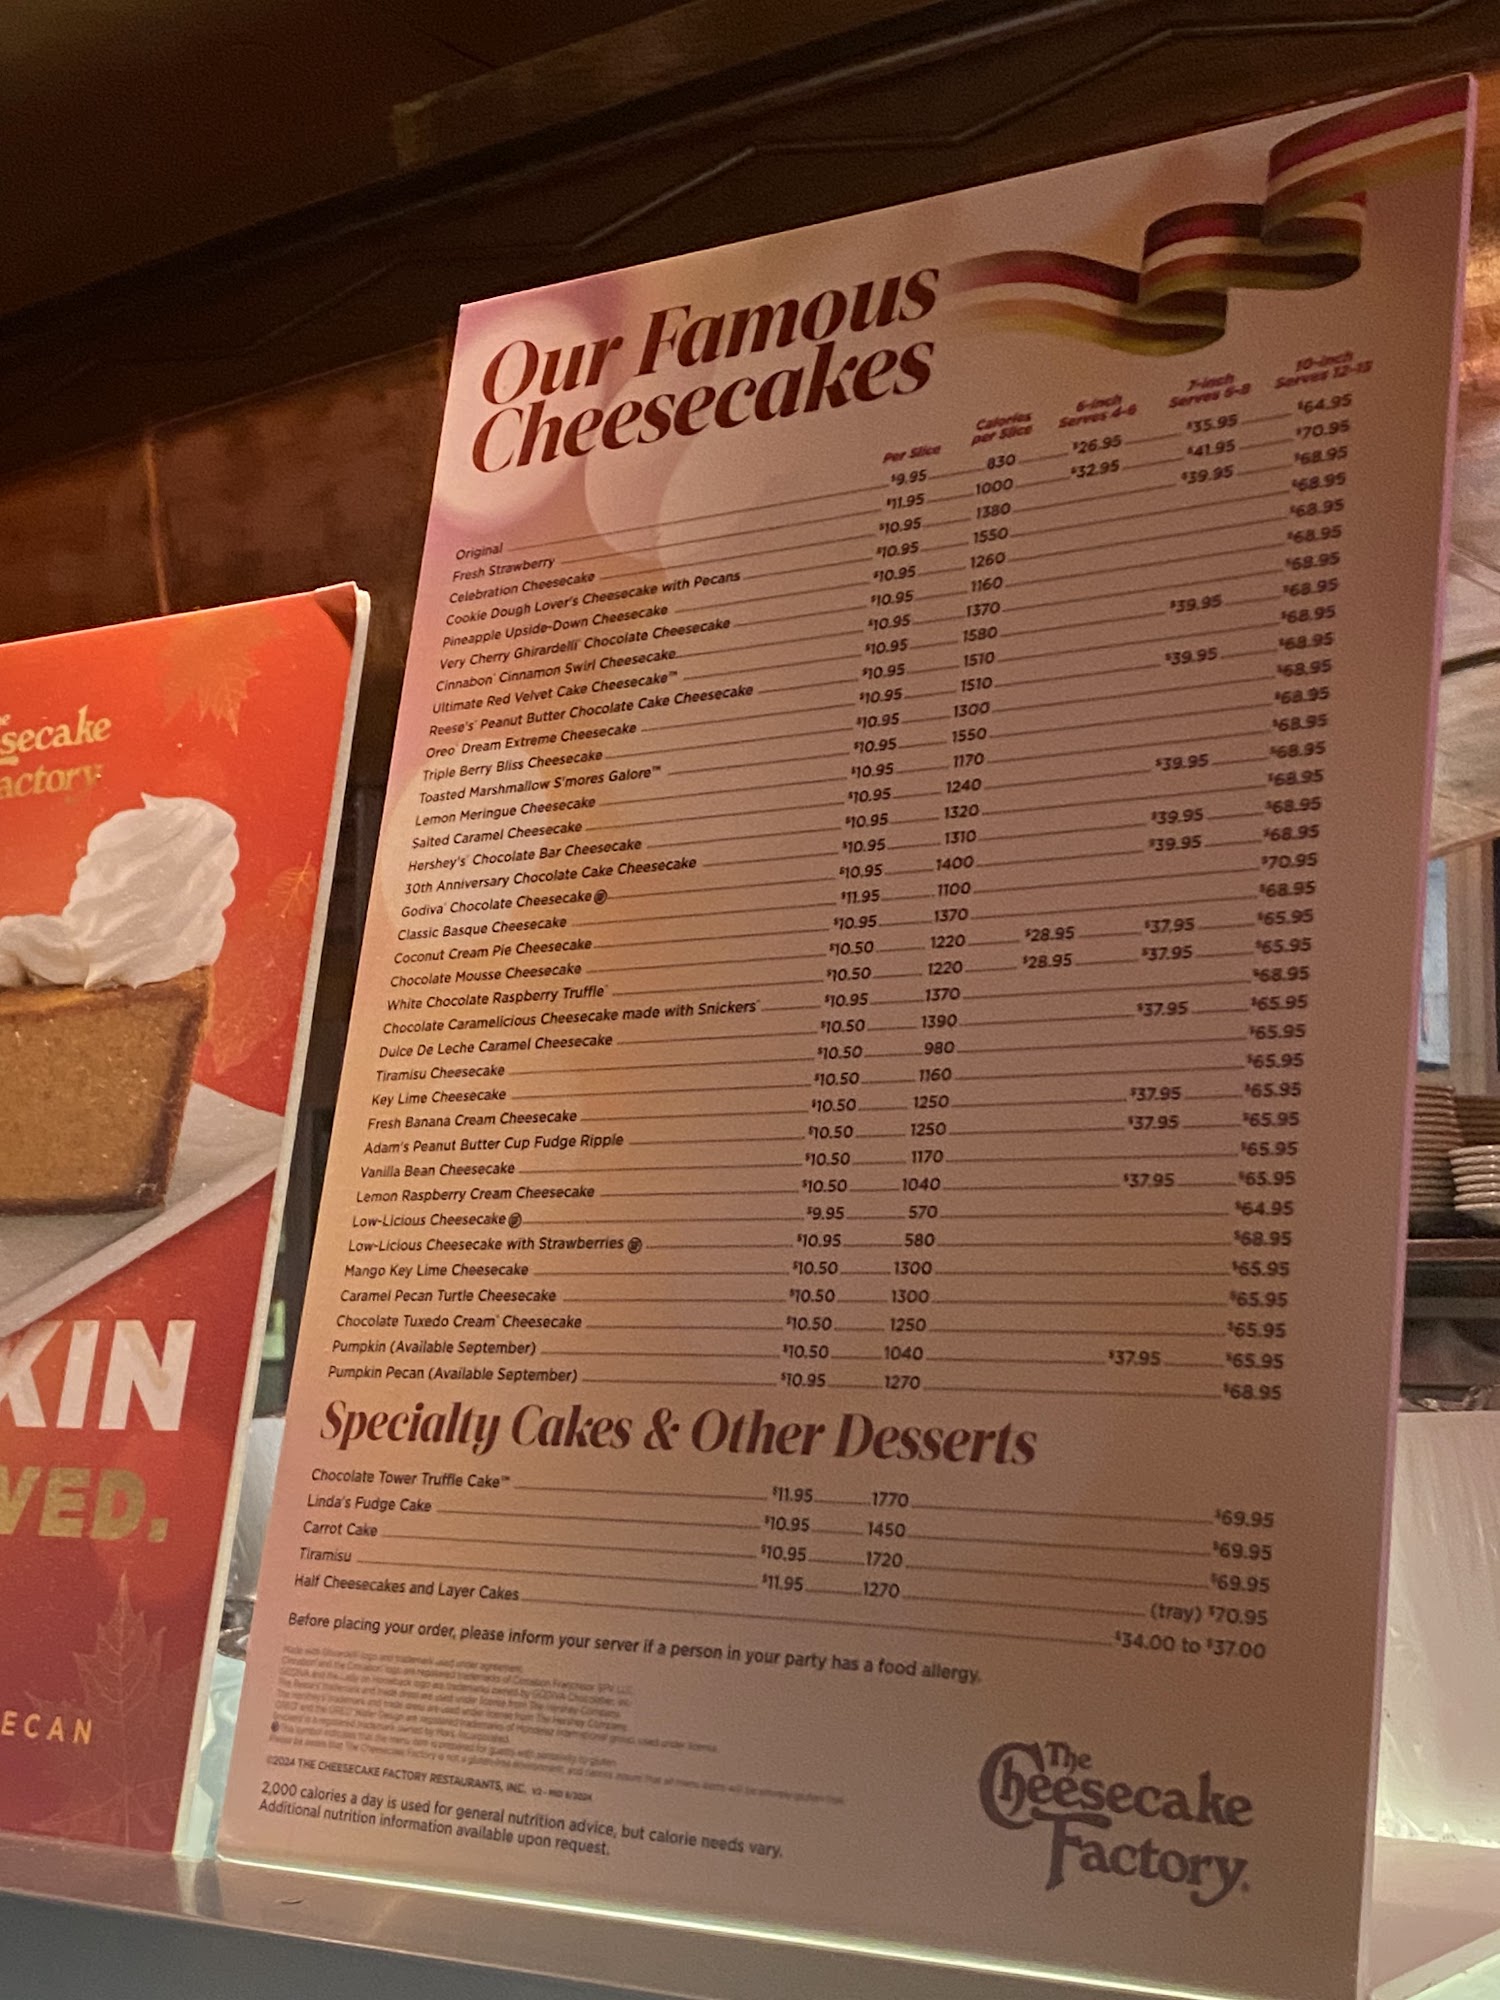 secake
actory
KIN
VED.
ECAN
Our Famous
Cheesecakes
Per Slice Calories per Slice 6-inch Serves 4-6 7-inch Serves 6-8 10-inch Serves 12-13
Original $9.95 830 $26.95 $35.95 $64.95
Fresh Strawberry $11.95 1000 $32.95 $41.95 $70.95
Celebration Cheesecake $10.95 1380 $39.95 $68.95
Cookie Dough Lover's Cheesecake with Pecans $10.95 1550 $68.95
Pineapple Upside-Down Cheesecake $10.95 1260 $68.95
Very Cherry Ghirardelli® Chocolate Cheesecake $10.95 1160 $68.95
Cinnabon® Cinnamon Swirl Cheesecake $10.95 1370 $68.95
Ultimate Red Velvet Cake Cheesecake™ $10.95 1580 $39.95 $68.95
Reese's® Peanut Butter Chocolate Cake Cheesecake $10.95 1510 $68.95
Oreo® Dream Extreme Cheesecake $10.95 1510 $39.95 $68.95
Triple Berry Bliss Cheesecake $10.95 1300 $68.95
Toasted Marshmallow S'mores Galore™ $10.95 1550 $68.95
Lemon Meringue Cheesecake $10.95 1170 $68.95
Salted Caramel Cheesecake $10.95 1240 $39.95 $68.95
Hershey's® Chocolate Bar Cheesecake $10.95 1320 $68.95
30th Anniversary Chocolate Cake Cheesecake $10.95 1310 $39.95 $68.95
Godiva® Chocolate Cheesecake $10.95 1400 $39.95 $68.95
Classic Basque Cheesecake $11.95 1100 $70.95
Coconut Cream Pie Cheesecake $10.95 1370 $68.95
Chocolate Mousse Cheesecake $10.50 1220 $28.95 $37.95 $65.95
White Chocolate Raspberry Truffle® $10.50 1220 $28.95 $37.95 $65.95
Chocolate Caramelicious Cheesecake made with Snickers® $10.95 1370 $68.95
Dulce De Leche Caramel Cheesecake $10.50 1390 $37.95 $65.95
Tiramisu Cheesecake $10.50 980 $65.95
Key Lime Cheesecake $10.50 1160 $65.95
Fresh Banana Cream Cheesecake $10.50 1250 $37.95 $65.95
Adam's Peanut Butter Cup Fudge Ripple $10.50 1250 $37.95 $65.95
Vanilla Bean Cheesecake $10.50 1170 $65.95
Lemon Raspberry Cream Cheesecake $10.50 1040 $37.95 $65.95
Low-Licious Cheesecake $9.95 570 $64.95
Low-Licious Cheesecake with Strawberries $10.95 580 $68.95
Mango Key Lime Cheesecake $10.50 1300 $65.95
Caramel Pecan Turtle Cheesecake $10.50 1300 $65.95
Chocolate Tuxedo Cream® Cheesecake $10.50 1250 $65.95
Pumpkin (Available September) $10.50 1040 $37.95 $65.95
Pumpkin Pecan (Available September) $10.95 1270 $68.95
Specialty Cakes & Other Desserts
Chocolate Tower Truffle Cake™ $11.95 1770 $69.95
Linda's Fudge Cake $10.95 1450 $69.95
Carrot Cake $10.95 1720 $69.95
Tiramisu $11.95 1270 (tray) $70.95
Half Cheesecakes and Layer Cakes $34.00 to $37.00
Before placing your order, please inform your server if a person in your party has a food allergy.
©2024 THE CHEESECAKE FACTORY RESTAURANTS, INC.
2,000 calories a day is used for general nutrition advice, but calorie needs vary.
Additional nutrition information available upon request.
The
Cheesecake
Factory®